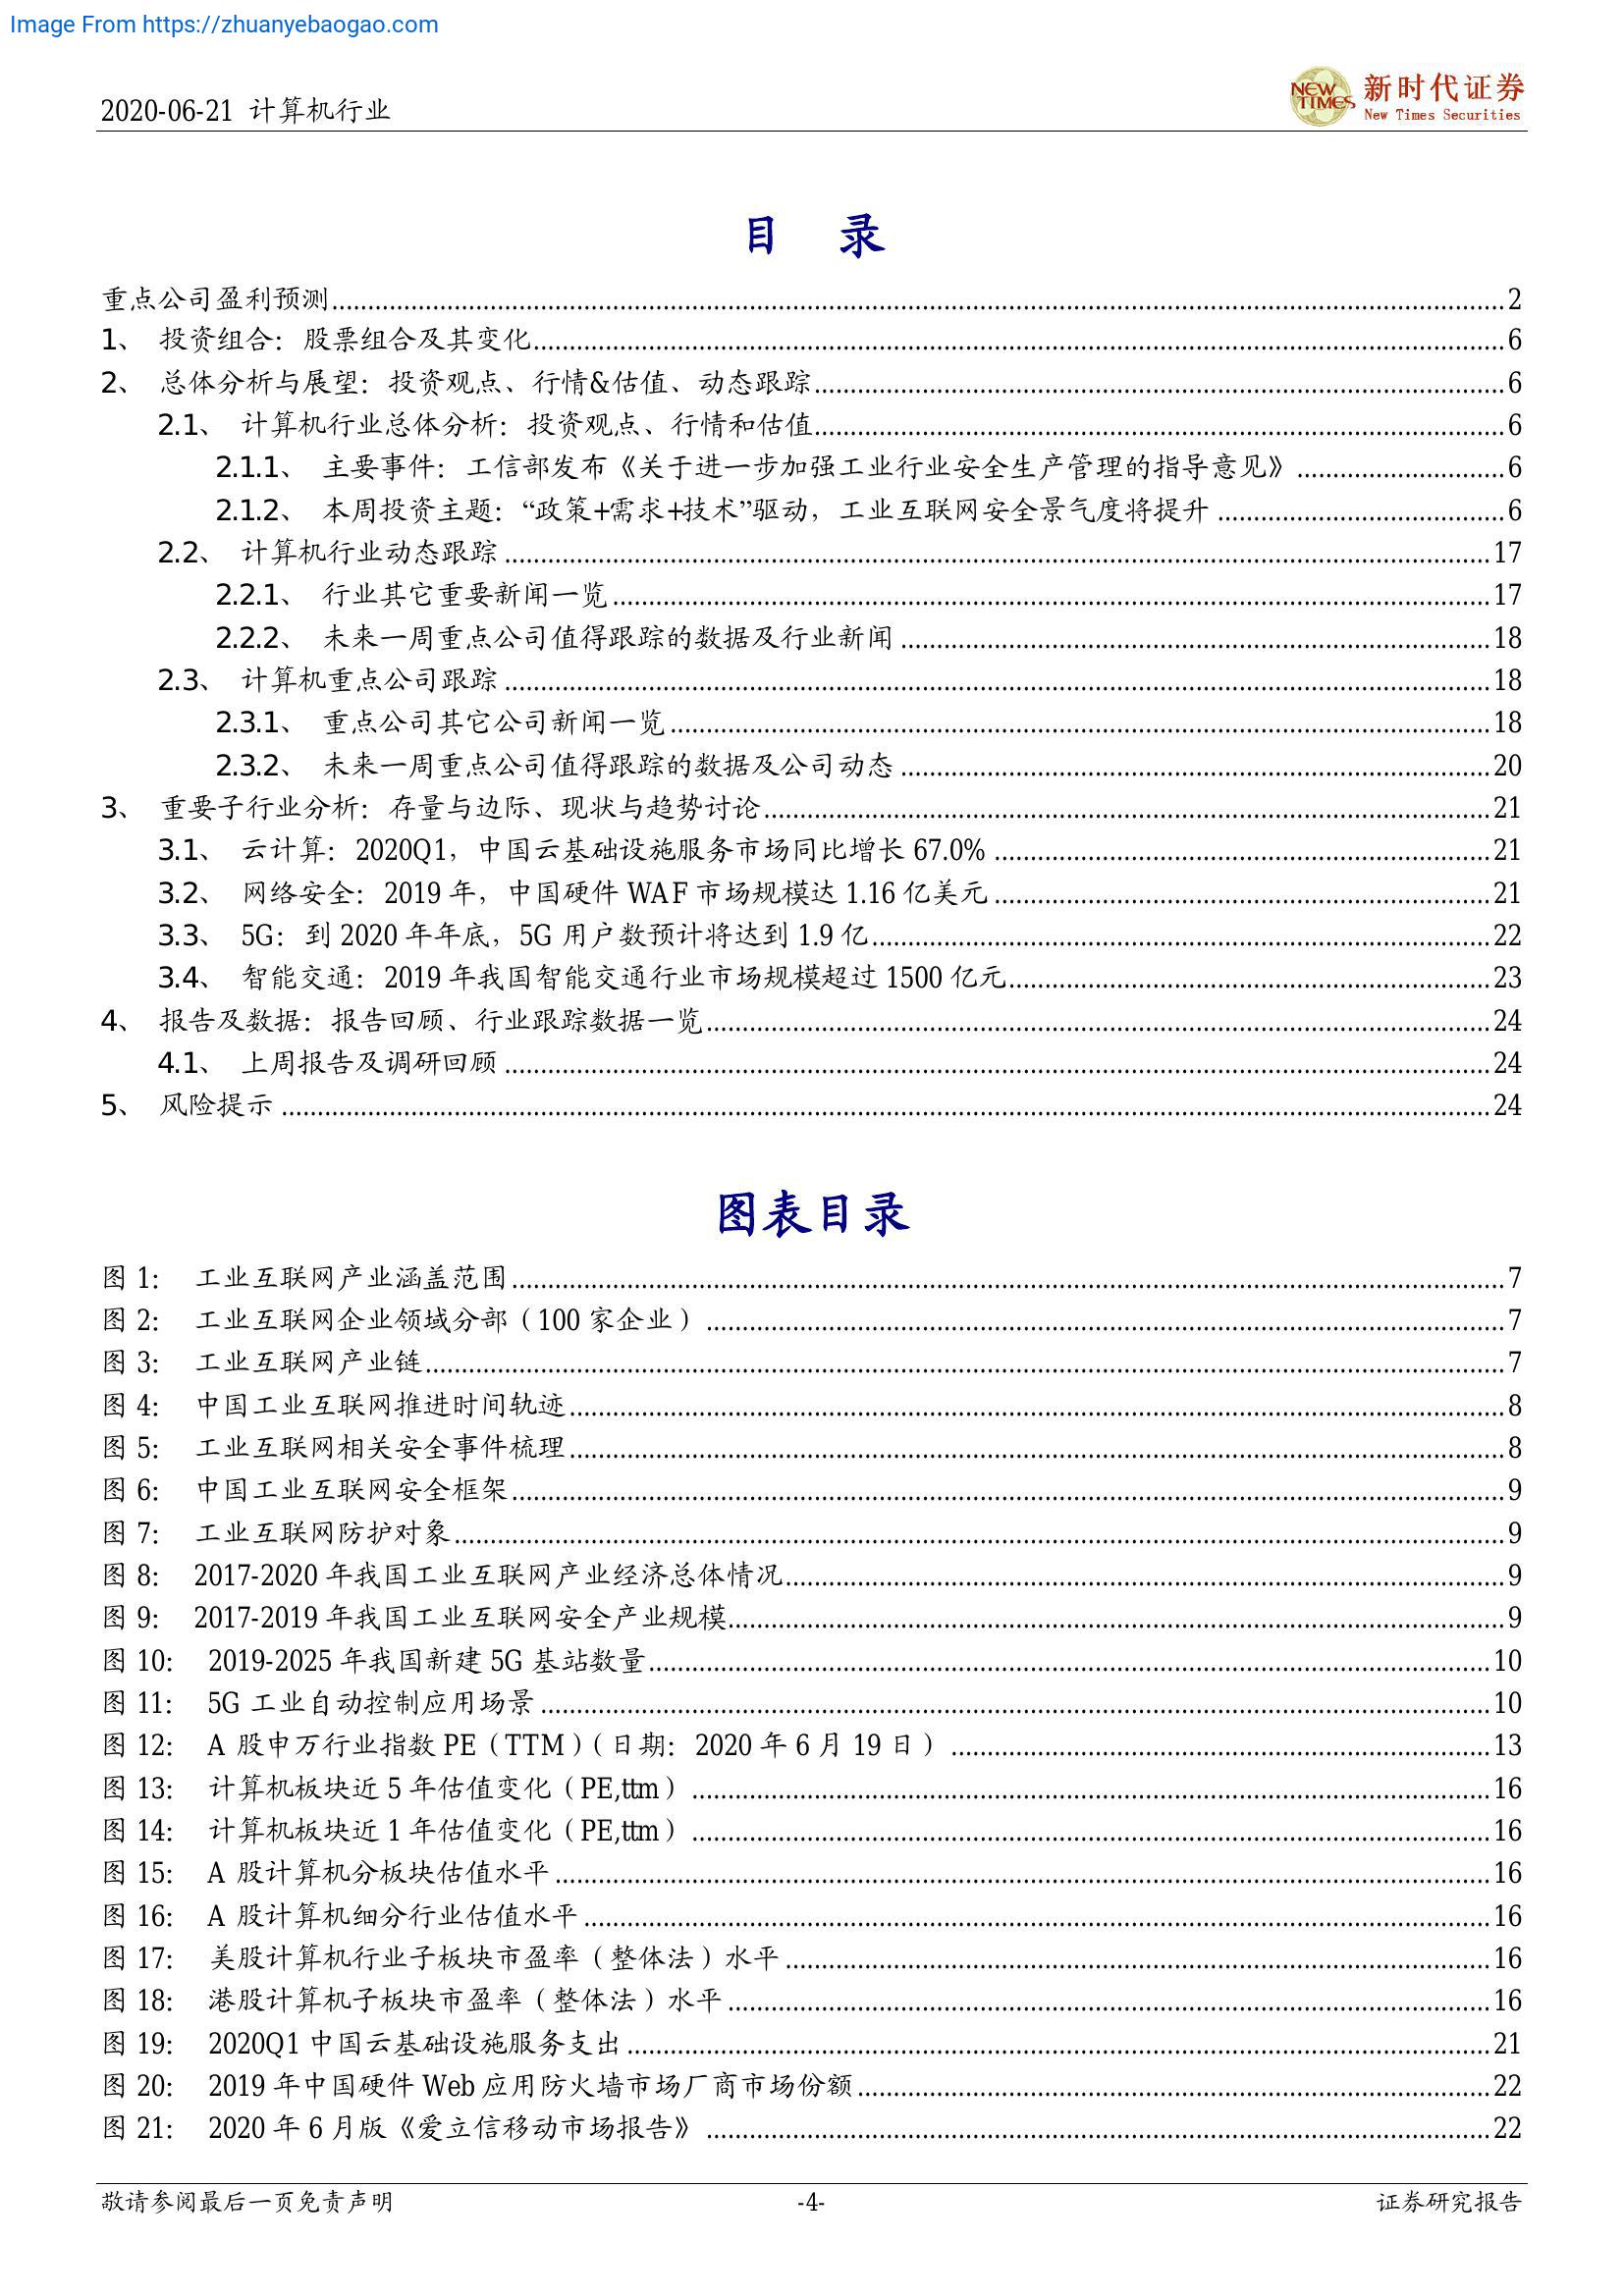 Image From https://zhuanyebaogao.com
2020-06-21 计算机行业
NEW TIMES
新时代证券
New Times Securities
目 录
重点公司盈利预测 2
1、 投资组合：股票组合及其变化 6
2、 总体分析与展望：投资观点、行情&估值、动态跟踪 6
2.1、 计算机行业总体分析：投资观点、行情和估值 6
2.1.1、 主要事件：工信部发布《关于进一步加强工业行业安全生产管理的指导意见》 6
2.1.2、 本周投资主题：“政策+需求+技术”驱动，工业互联网安全景气度将提升 6
2.2、 计算机行业动态跟踪 17
2.2.1、 行业其它重要新闻一览 17
2.2.2、 未来一周重点公司值得跟踪的数据及行业新闻 18
2.3、 计算机重点公司跟踪 18
2.3.1、 重点公司其它公司新闻一览 18
2.3.2、 未来一周重点公司值得跟踪的数据及公司动态 20
3、 重要子行业分析：存量与边际、现状与趋势讨论 21
3.1、 云计算：2020Q1，中国云基础设施服务市场同比增长 67.0% 21
3.2、 网络安全：2019 年，中国硬件 WAF 市场规模达 1.16 亿美元 21
3.3、 5G：到 2020 年年底，5G 用户数预计将达到 1.9 亿 22
3.4、 智能交通：2019 年我国智能交通行业市场规模超过 1500 亿元 23
4、 报告及数据：报告回顾、行业跟踪数据一览 24
4.1、 上周报告及调研回顾 24
5、 风险提示 24
图表目录
图 1： 工业互联网产业涵盖范围 7
图 2： 工业互联网企业领域分部（100 家企业） 7
图 3： 工业互联网产业链 7
图 4： 中国工业互联网推进时间轨迹 8
图 5： 工业互联网相关安全事件梳理 8
图 6： 中国工业互联网安全框架 9
图 7： 工业互联网防护对象 9
图 8： 2017-2020 年我国工业互联网产业经济总体情况 9
图 9： 2017-2019 年我国工业互联网安全产业规模 9
图 10： 2019-2025 年我国新建 5G 基站数量 10
图 11： 5G 工业自动控制应用场景 10
图 12： A 股申万行业指数 PE（TTM）（日期：2020 年 6 月 19 日） 13
图 13： 计算机板块近 5 年估值变化（PE,ttm） 16
图 14： 计算机板块近 1 年估值变化（PE,ttm） 16
图 15： A 股计算机分板块估值水平 16
图 16： A 股计算机细分行业估值水平 16
图 17： 美股计算机行业子板块市盈率（整体法）水平 16
图 18： 港股计算机子板块市盈率（整体法）水平 16
图 19： 2020Q1 中国云基础设施服务支出 21
图 20： 2019 年中国硬件 Web 应用防火墙市场厂商市场份额 22
图 21： 2020 年 6 月版《爱立信移动市场报告》 22
敬请参阅最后一页免责声明 -4- 证券研究报告